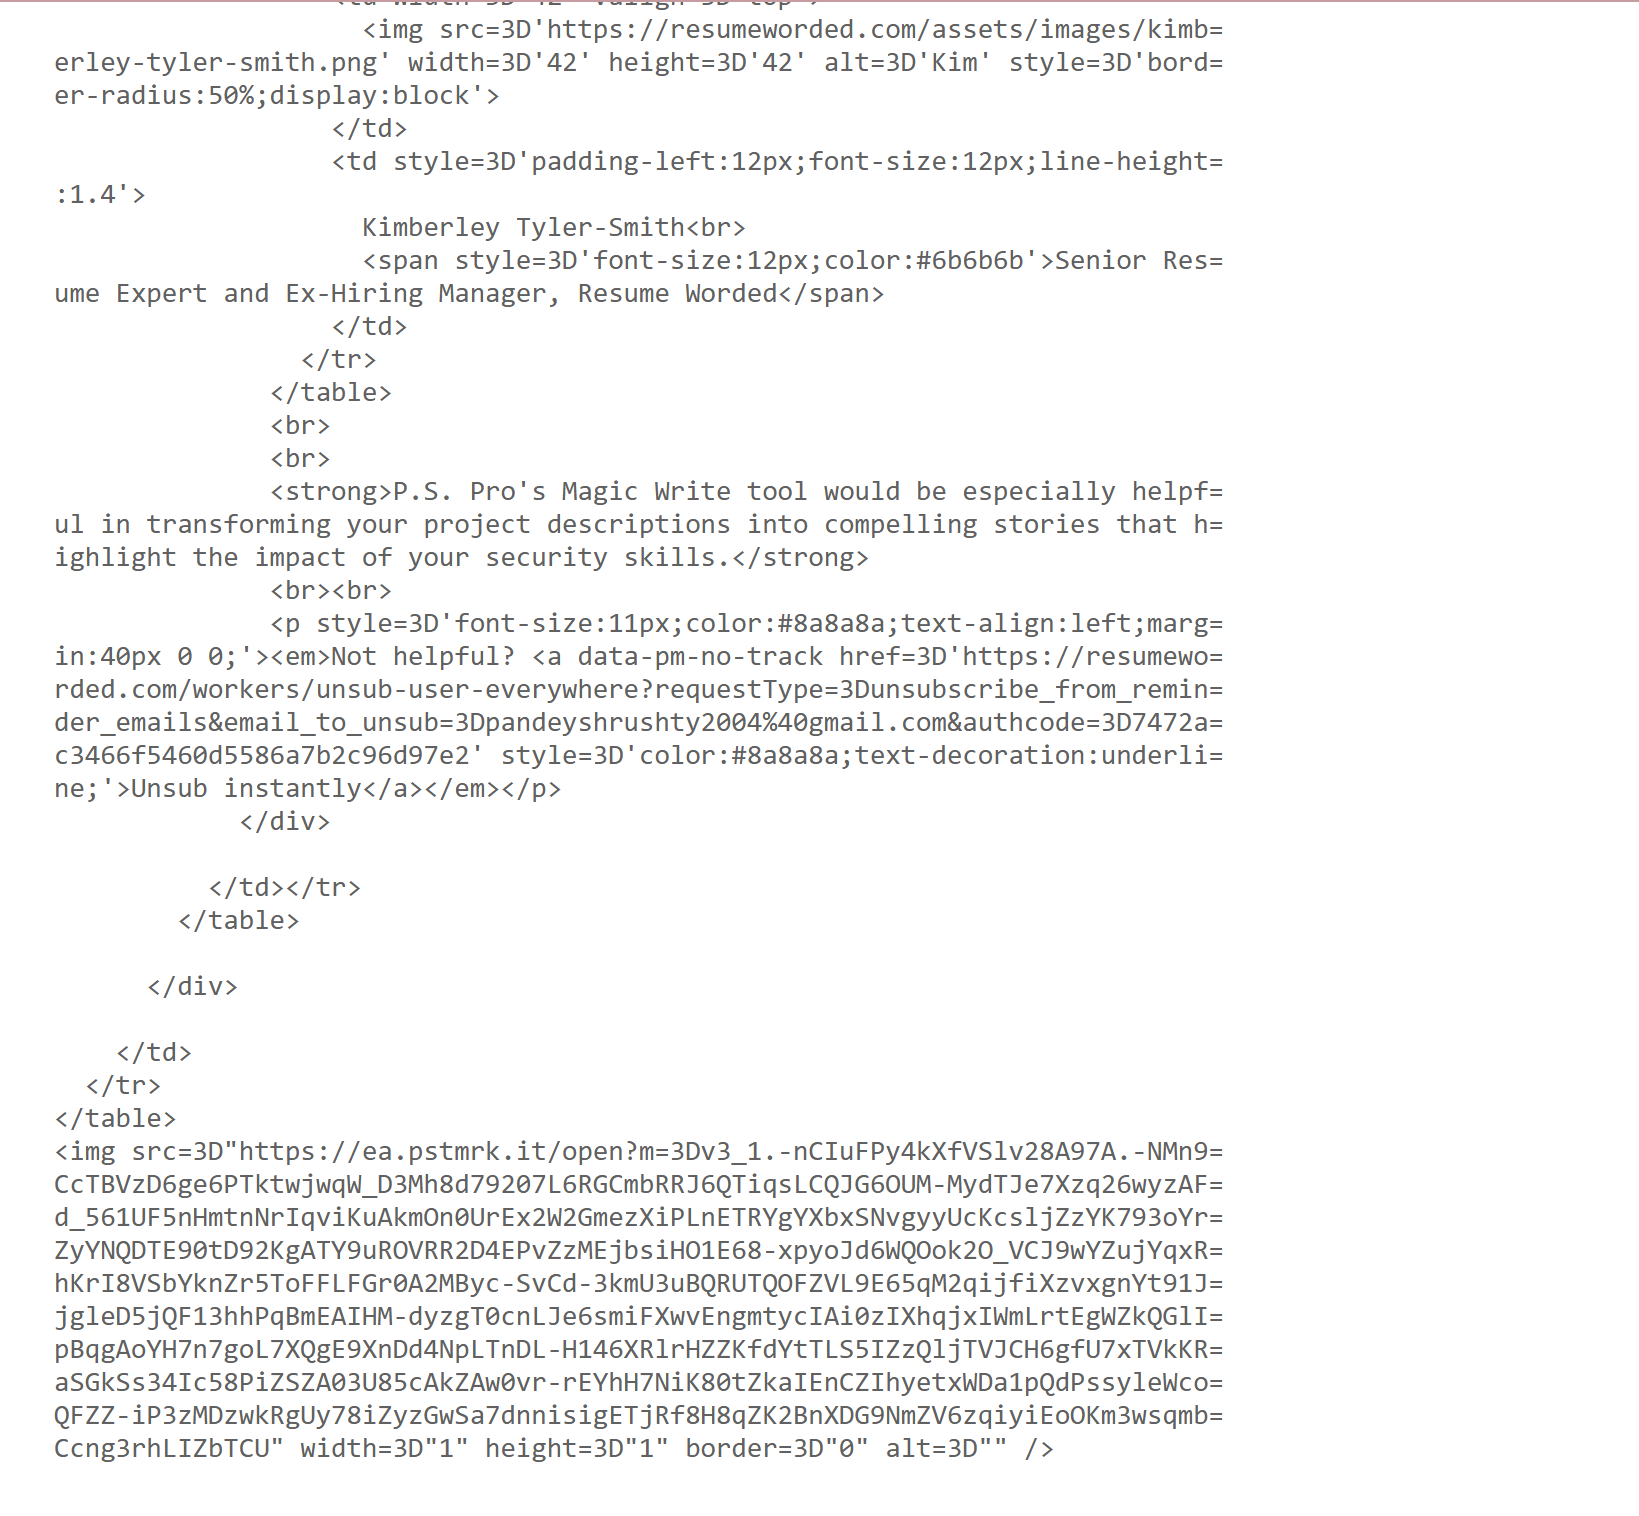 <td width=3D'42' valign=3D'top'>
<img src=3D'https://resumeworded.com/assets/images/kimb=
erley-tyler-smith.png' width=3D'42' height=3D'42' alt=3D'Kim' style=3D'bord=
er-radius:50%;display:block'>
</td>
<td style=3D'padding-left:12px;font-size:12px;line-height=
:1.4'>
Kimberley Tyler-Smith<br>
<span style=3D'font-size:12px;color:#6b6b6b'>Senior Res=
ume Expert and Ex-Hiring Manager, Resume Worded</span>
</td>
</tr>
</table>
<br>
<br>
<strong>P.S. Pro's Magic Write tool would be especially helpf=
ul in transforming your project descriptions into compelling stories that h=
ighlight the impact of your security skills.</strong>
<br><br>
<p style=3D'font-size:11px;color:#8a8a8a;text-align:left;marg=
in:40px 0 0;'><em>Not helpful? <a data-pm-no-track href=3D'https://resumewo=
rded.com/workers/unsub-user-everywhere?requestType=3Dunsubscribe_from_remin=
der_emails&email_to_unsub=3Dpandeyshrushty2004%40gmail.com&authcode=3D7472a=
c3466f5460d5586a7b2c96d97e2' style=3D'color:#8a8a8a;text-decoration:underli=
ne;'>Unsub instantly</a></em></p>
</div>
</td></tr>
</table>
</div>
</td>
</tr>
</table>
<img src=3D"https://ea.pstmrk.it/open?m=3Dv3_1.-nCIuFPy4kXfVSlv28A97A.-NMn9=
CcTBVzD6ge6PTktwjwqW_D3Mh8d79207L6RGCmbRRJ6QTiqsLCQJG6OUM-MydTJe7Xzq26wyzAF=
d_561UF5nHmtnNrIqviKuAkmOn0UrEx2W2GmezXiPLnETRYgYXbxSNvgyyUcKcsljZzYK793oYr=
ZyYNQDTE90tD92KgATY9uROVRR2D4EPvZzMEjbsiHO1E68-xpyoJd6WQOok2O_VCJ9wYZujYqxR=
hKrI8VSbYknZr5ToFFLFGr0A2MByc-SvCd-3kmU3uBQRUTQOFZVL9E65qM2qijfiXzvxgnYt91J=
jgleD5jQF13hhPqBmEAIHM-dyzgT0cnLJe6smiFXwvEngmtycIAi0zIXhqjxIWmLrtEgWZkQGlI=
pBqgAoYH7n7goL7XQgE9XnDd4NpLTnDL-H146XRlrHZZKfdYtTLS5IZzQljTVJCH6gfU7xTVkKR=
aSGkSs34Ic58PiZSZA03U85cAkZAw0vr-rEYhH7NiK80tZkaIEnCZIhyetxWDa1pQdPssyleWco=
QFZZ-iP3zMDzwkRgUy78iZyzGwSa7dnnisigETjRf8H8qZK2BnXDG9NmZV6zqiyiEoOKm3wsqmb=
Ccng3rhLIZbTCU" width=3D"1" height=3D"1" border=3D"0" alt=3D"" />